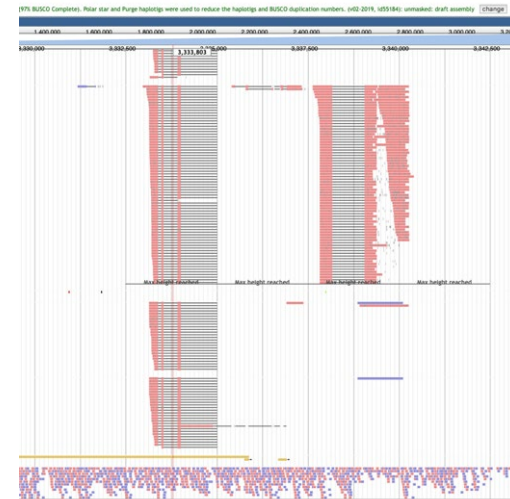 (97% BUSCO Complete). Polar star and Purge haplotigs were used to reduce the haplotigs and BUSCO duplication numbers. (v02-2019, id55184): unmasked: draft assembly change
1,400,000 1,600,000 1,800,000 2,000,000 2,200,000 2,400,000 2,600,000 2,800,000 3,000,000
3,330,000 3,332,500 3,337,500 3,340,000 3,342,500
3,333,803
Max height reached Max height reached Max height reached Max height reached